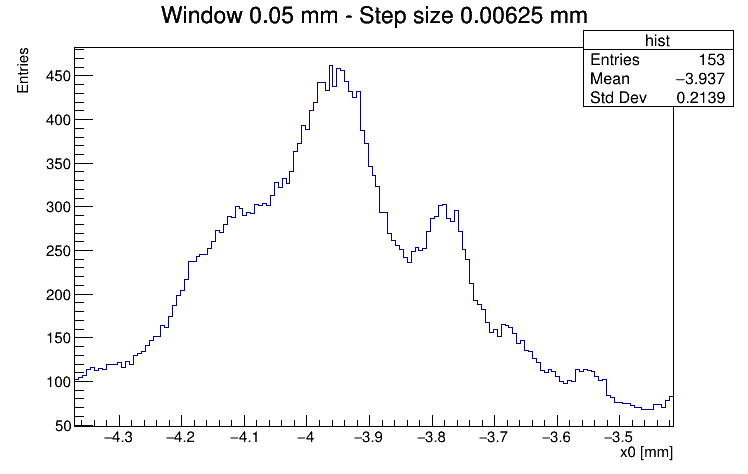 Window 0.05 mm - Step size 0.00625 mm
hist
Entries 153
Mean −3.937
Std Dev 0.2139
Entries
450
400
350
300
250
200
150
100
50
−4.3 −4.2 −4.1 −4 −3.9 −3.8 −3.7 −3.6 −3.5
x0 [mm]